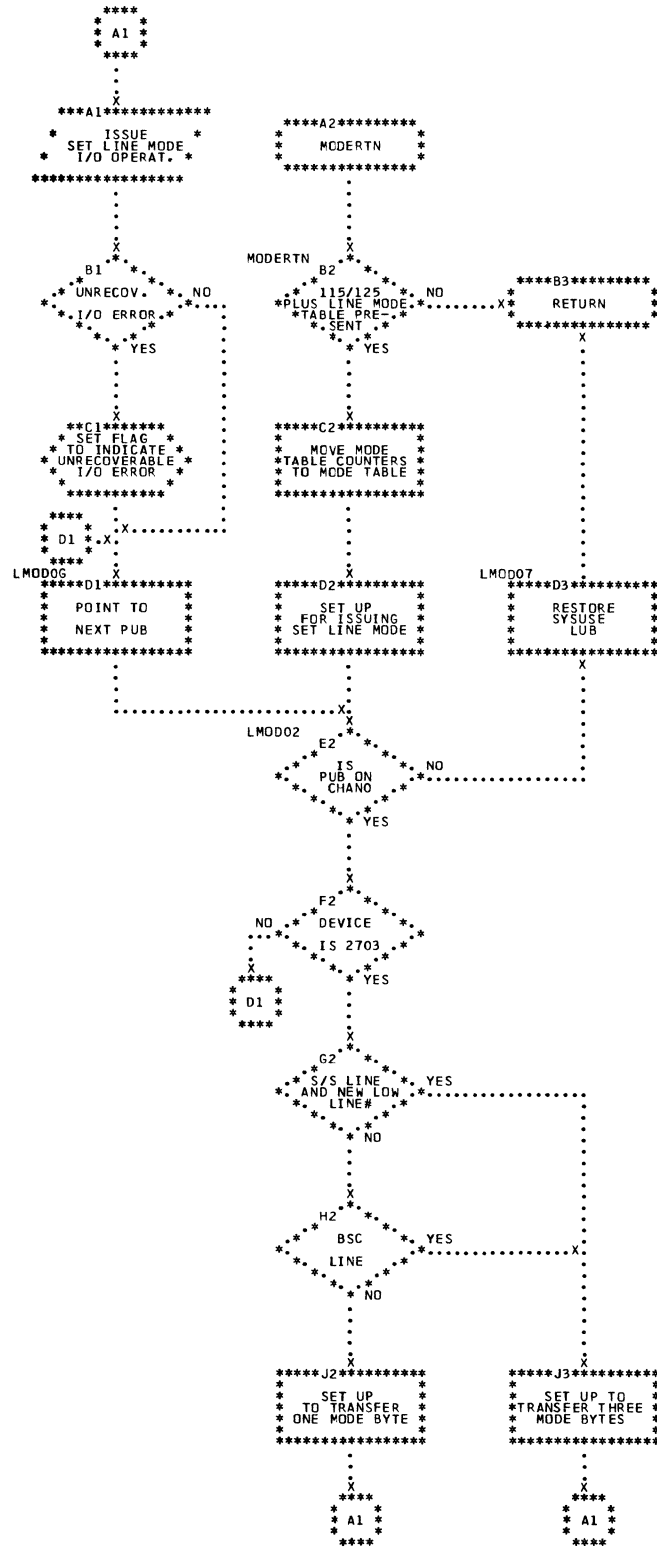 A1
A1
ISSUE
SET LINE MODE
I/O OPERAT.
A2
MODERTN
B1
UNRECOV.
I/O ERROR
NO
YES
MODERTN
B2
115/125
PLUS LINE MODE
TABLE PRE-
SENT
NO
YES
B3
RETURN
C1
SET FLAG
TO INDICATE
UNRECOVERABLE
I/O ERROR
C2
MOVE MODE
TABLE COUNTERS
TO MODE TABLE
D1
LMOD06
D1
POINT TO
NEXT PUB
D2
SET UP
FOR ISSUING
SET LINE MODE
LMOD07
D3
RESTORE
SYSUSE
LUB
LMOD02
E2
IS
PUB ON
CHAN0
NO
YES
F2
DEVICE
IS 2703
NO
YES
D1
G2
S/S LINE
AND NEW LOW
LINE#
YES
NO
H2
BSC
LINE
YES
NO
J2
SET UP
TO TRANSFER
ONE MODE BYTE
J3
SET UP TO
TRANSFER THREE
MODE BYTES
A1
A1